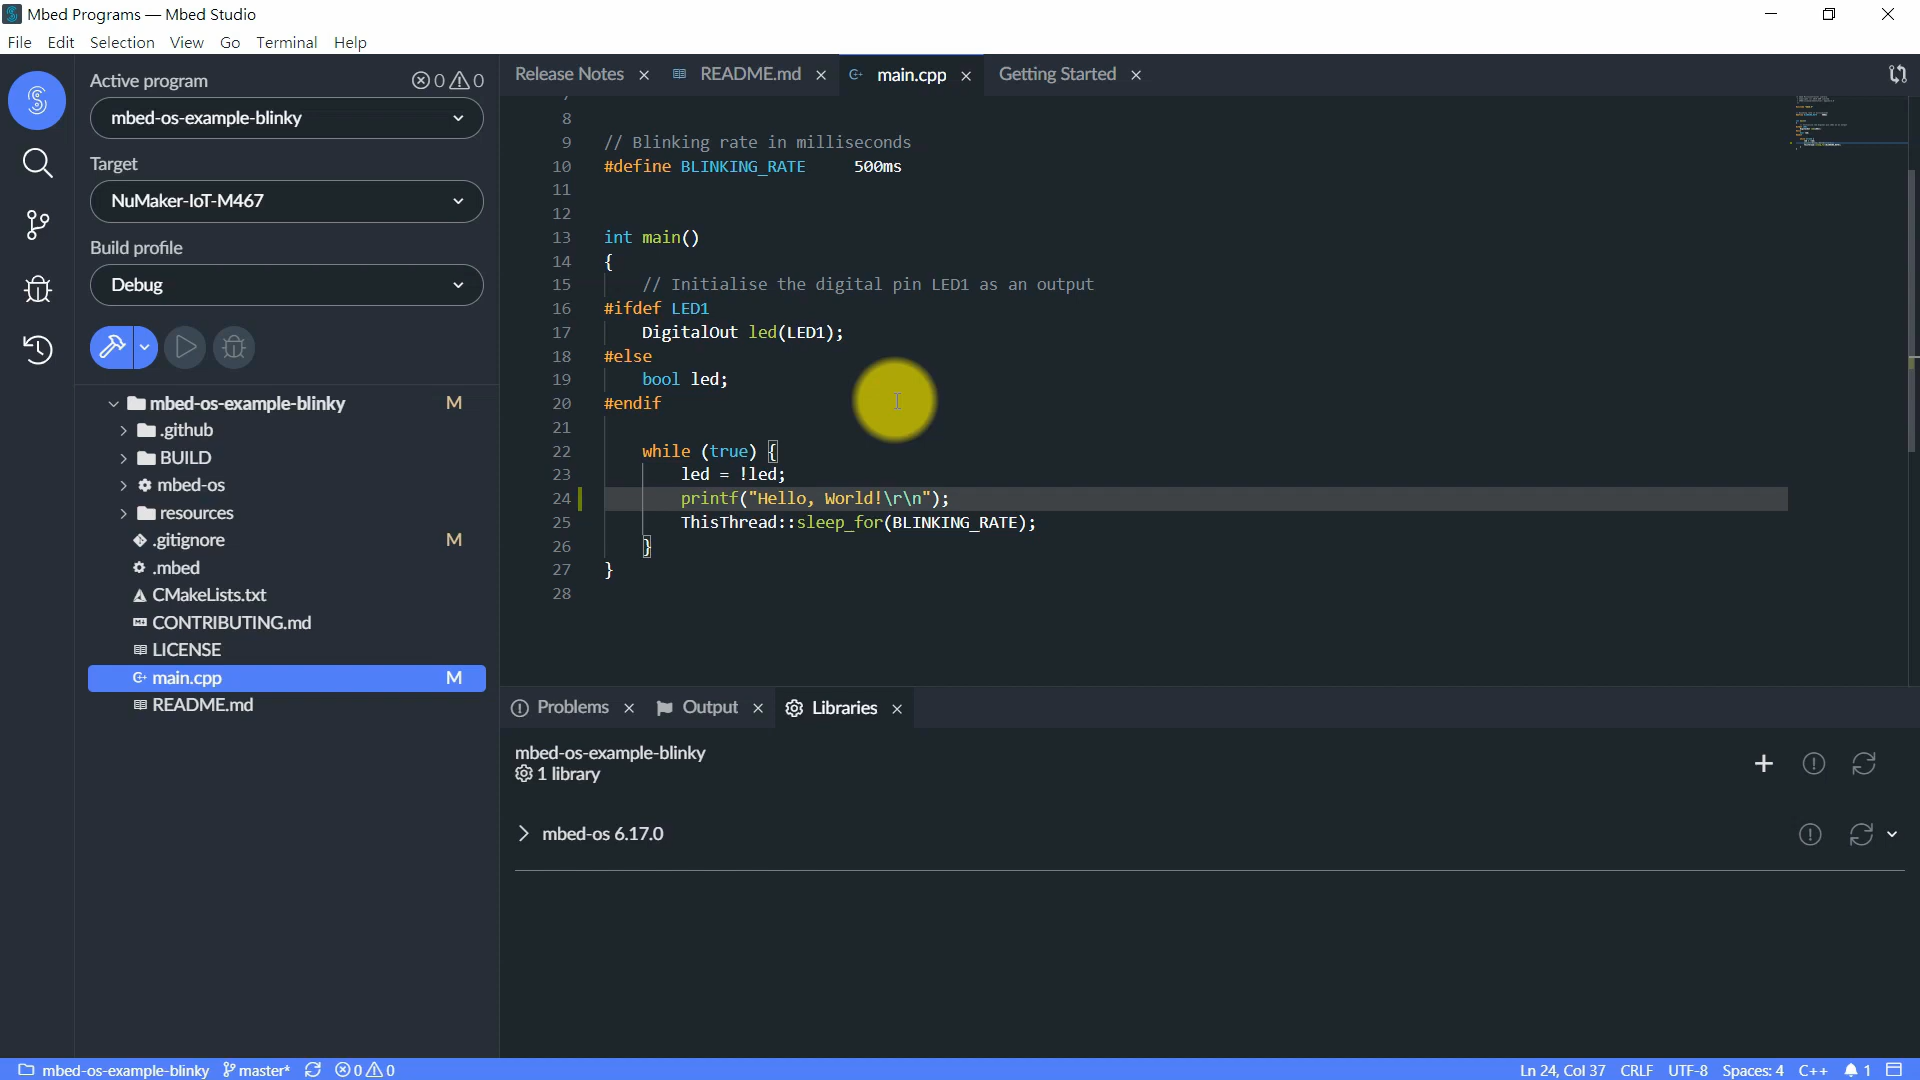 Mbed Programs — Mbed Studio
File Edit Selection View Go Terminal Help
Active program 0 0
mbed-os-example-blinky
Target
NuMaker-IoT-M467
Build profile
Debug
mbed-os-example-blinky M
.github
BUILD
mbed-os
resources
.gitignore M
.mbed
CMakeLists.txt
CONTRIBUTING.md
LICENSE
main.cpp M
README.md
Release Notes README.md main.cpp Getting Started
8
9 // Blinking rate in milliseconds
10 #define BLINKING_RATE     500ms
11
12
13 int main()
14 {
15     // Initialise the digital pin LED1 as an output
16 #ifdef LED1
17     DigitalOut led(LED1);
18 #else
19     bool led;
20 #endif
21
22     while (true) {
23         led = !led;
24         printf("Hello, World!\r\n");
25         ThisThread::sleep_for(BLINKING_RATE);
26     }
27 }
28
Problems Output Libraries
mbed-os-example-blinky
1 library
mbed-os 6.17.0
mbed-os-example-blinky master* 0 0 Ln 24, Col 37 CRLF UTF-8 Spaces: 4 C++ 1